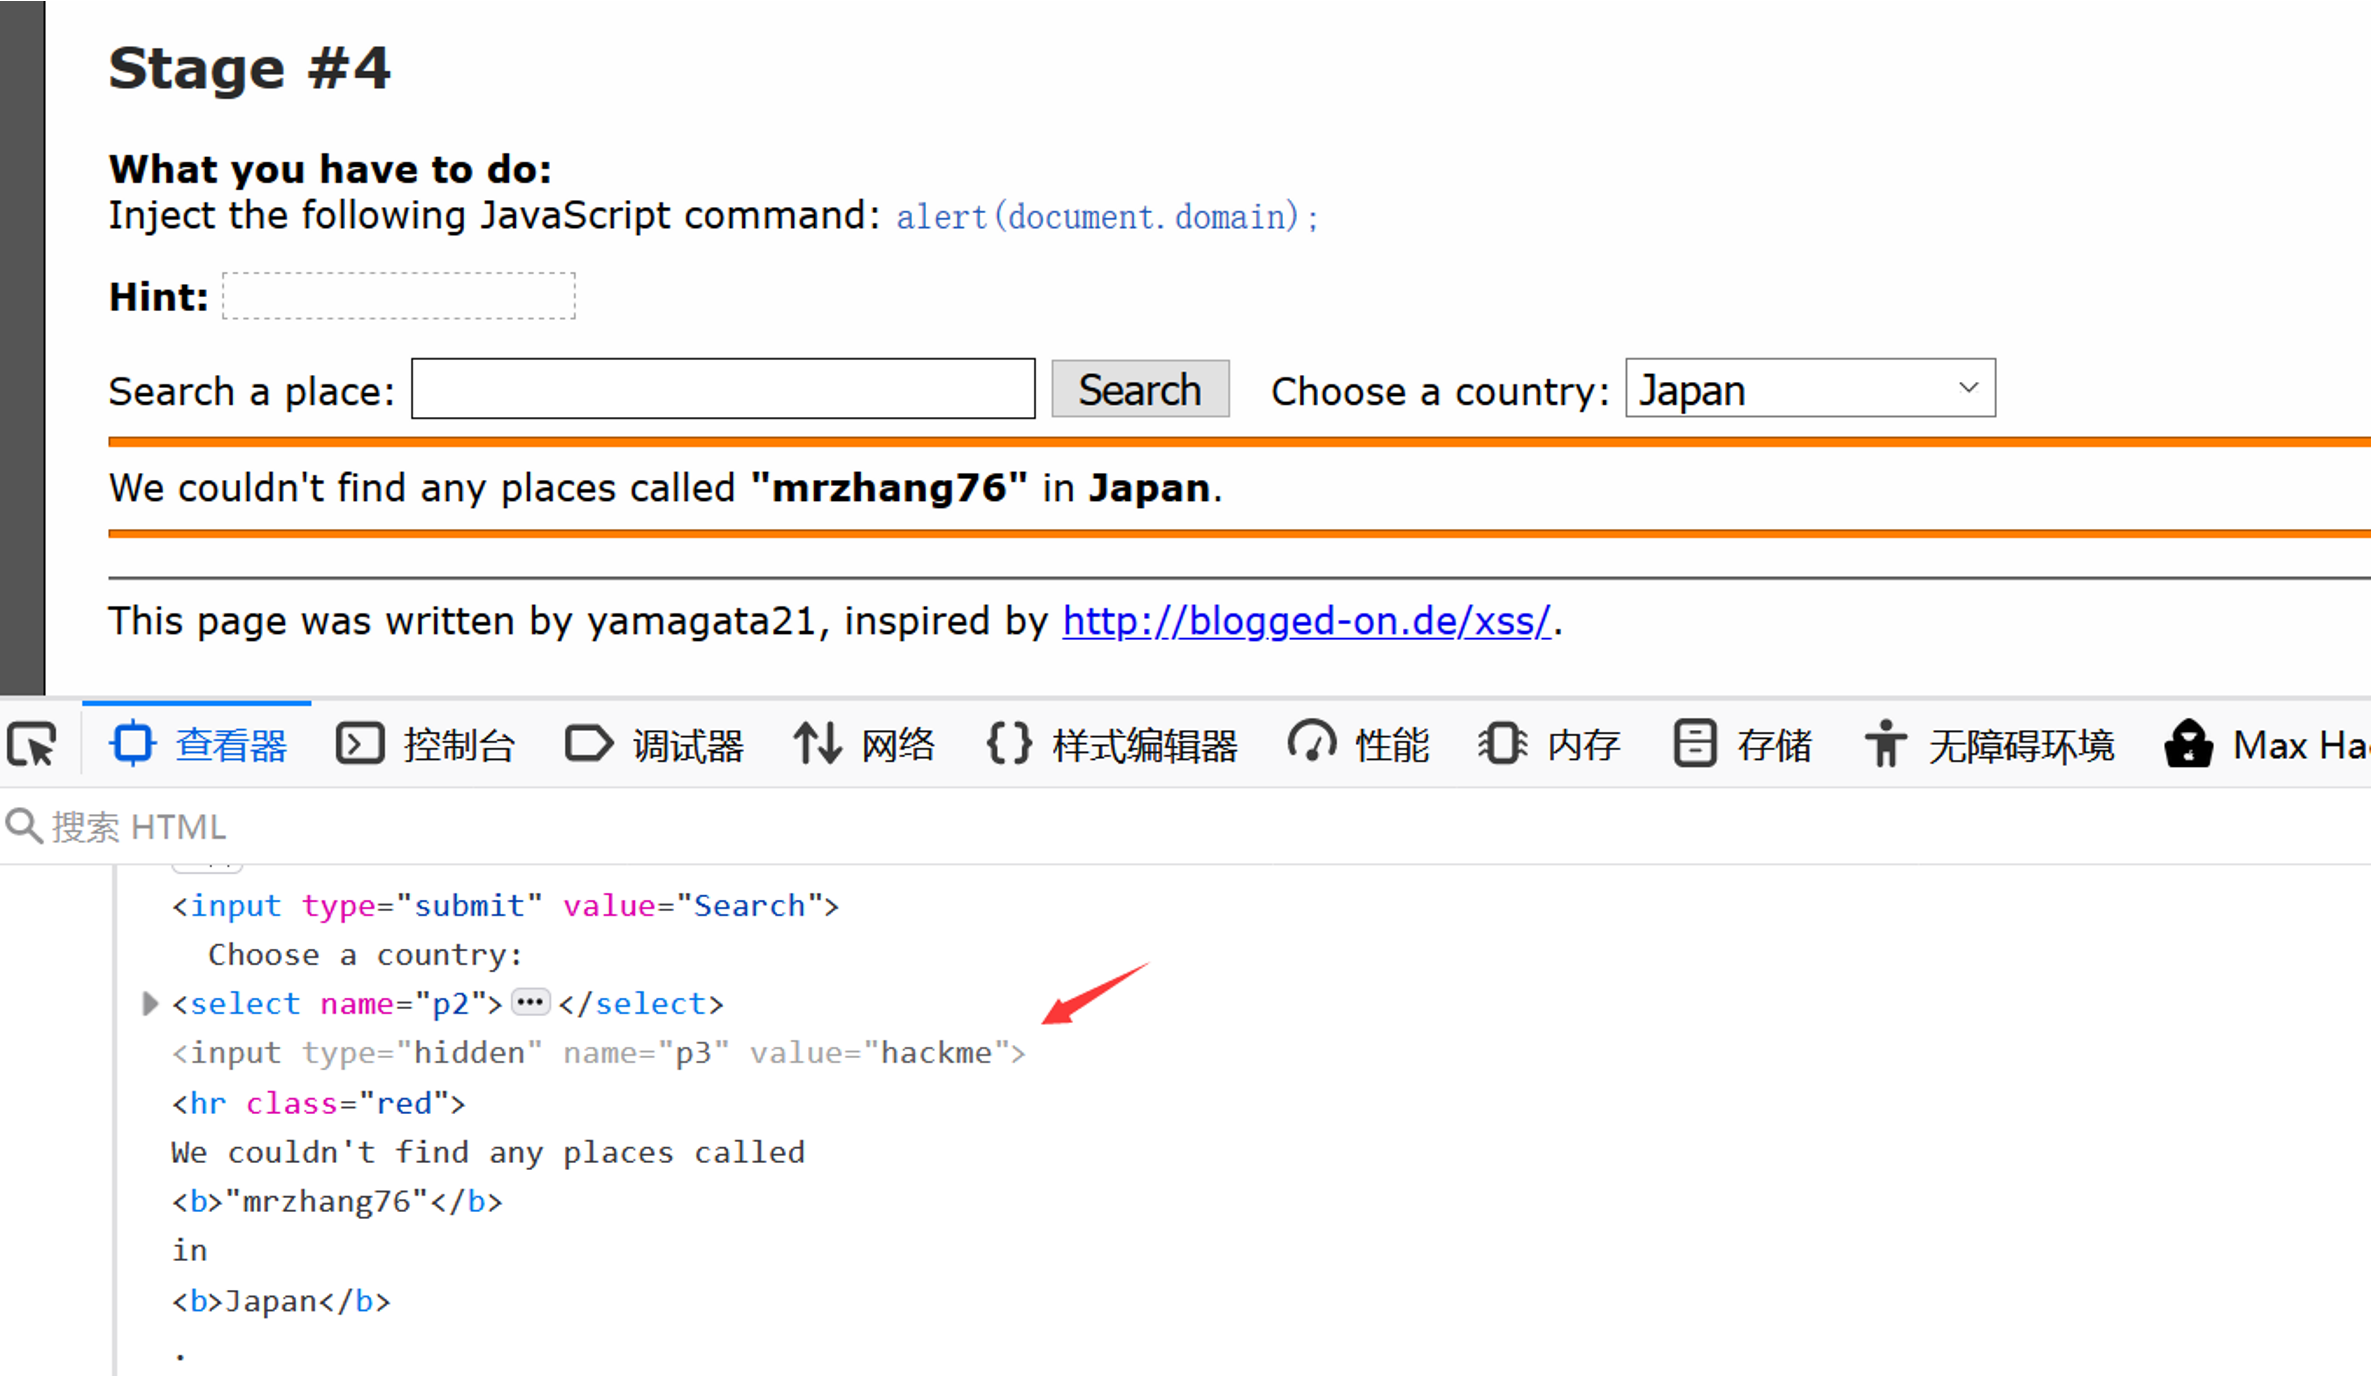 Stage #4
What you have to do:
Inject the following JavaScript command: alert(document.domain);
Hint:
Search a place: Search Choose a country: Japan
We couldn't find any places called "mrzhang76" in Japan.
This page was written by yamagata21, inspired by http://blogged-on.de/xss/.
查看器 控制台 调试器 网络 样式编辑器 性能 内存 存储 无障碍环境 Max Ha
搜索 HTML
<input type="submit" value="Search">
Choose a country:
<select name="p2"> ••• </select>
<input type="hidden" name="p3" value="hackme">
<hr class="red">
We couldn't find any places called
<b>"mrzhang76"</b>
in
<b>Japan</b>
.